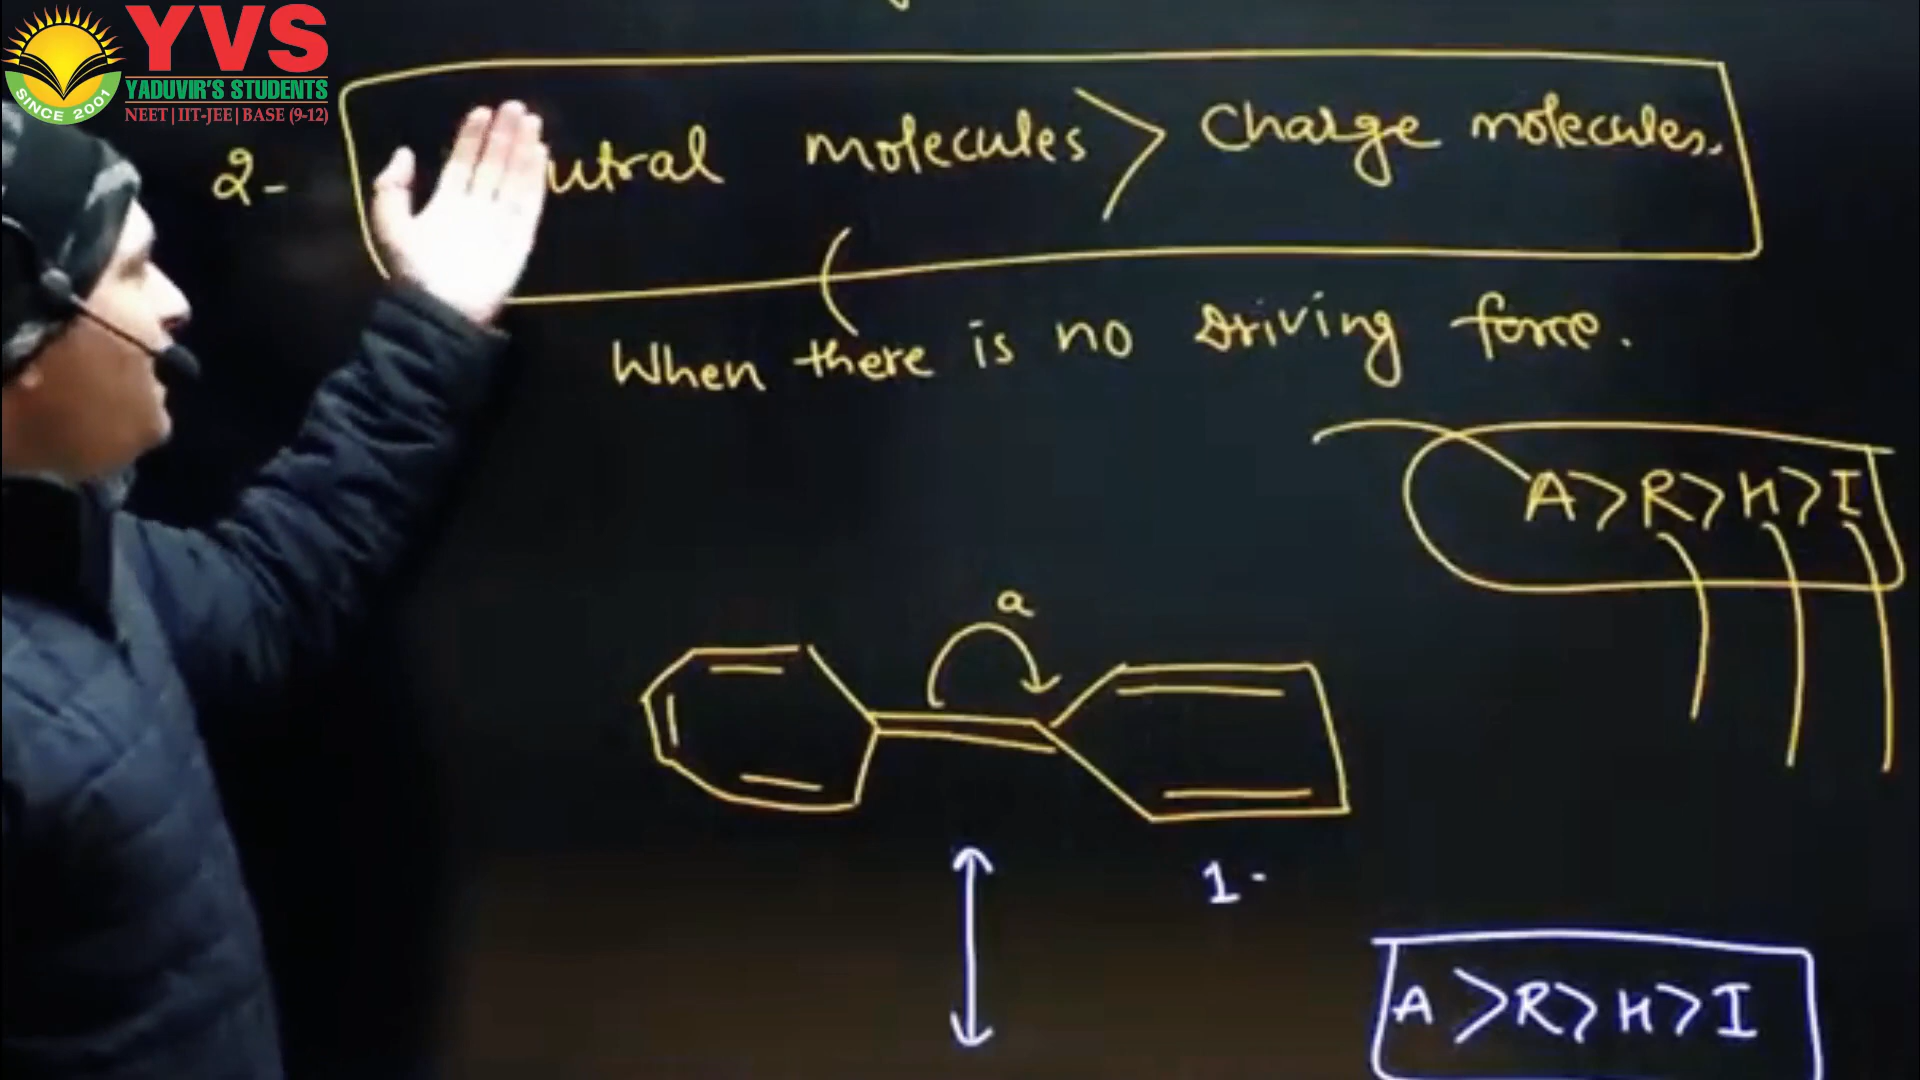 YVS
YADUVIR'S STUDENTS
NEET|IIT-JEE|BASE (9-12)
SINCE 2001
2- utral molecules > Charge molecules.
When there is no Driving force.
A>R>H>I
a
1-
A>R>H>I